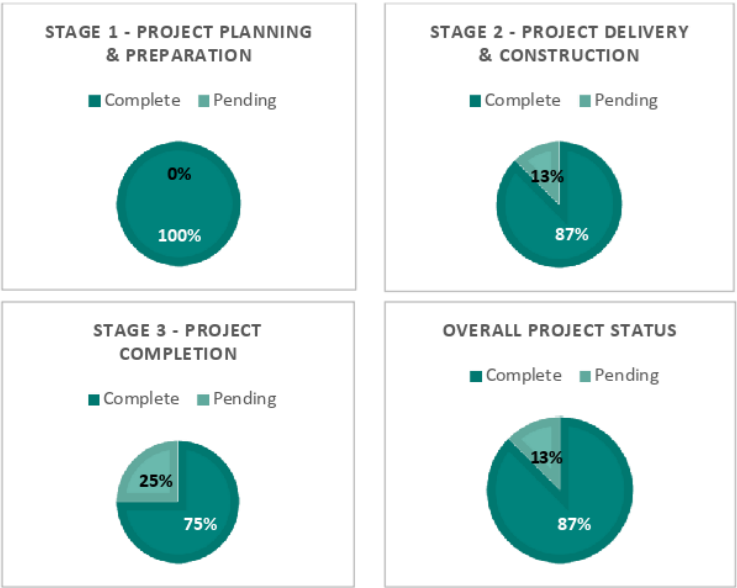 STAGE 1 - PROJECT PLANNING
& PREPARATION
Complete Pending
0%
100%
STAGE 2 - PROJECT DELIVERY
& CONSTRUCTION
Complete Pending
13%
87%
STAGE 3 - PROJECT
COMPLETION
Complete Pending
25%
75%
OVERALL PROJECT STATUS
Complete Pending
13%
87%